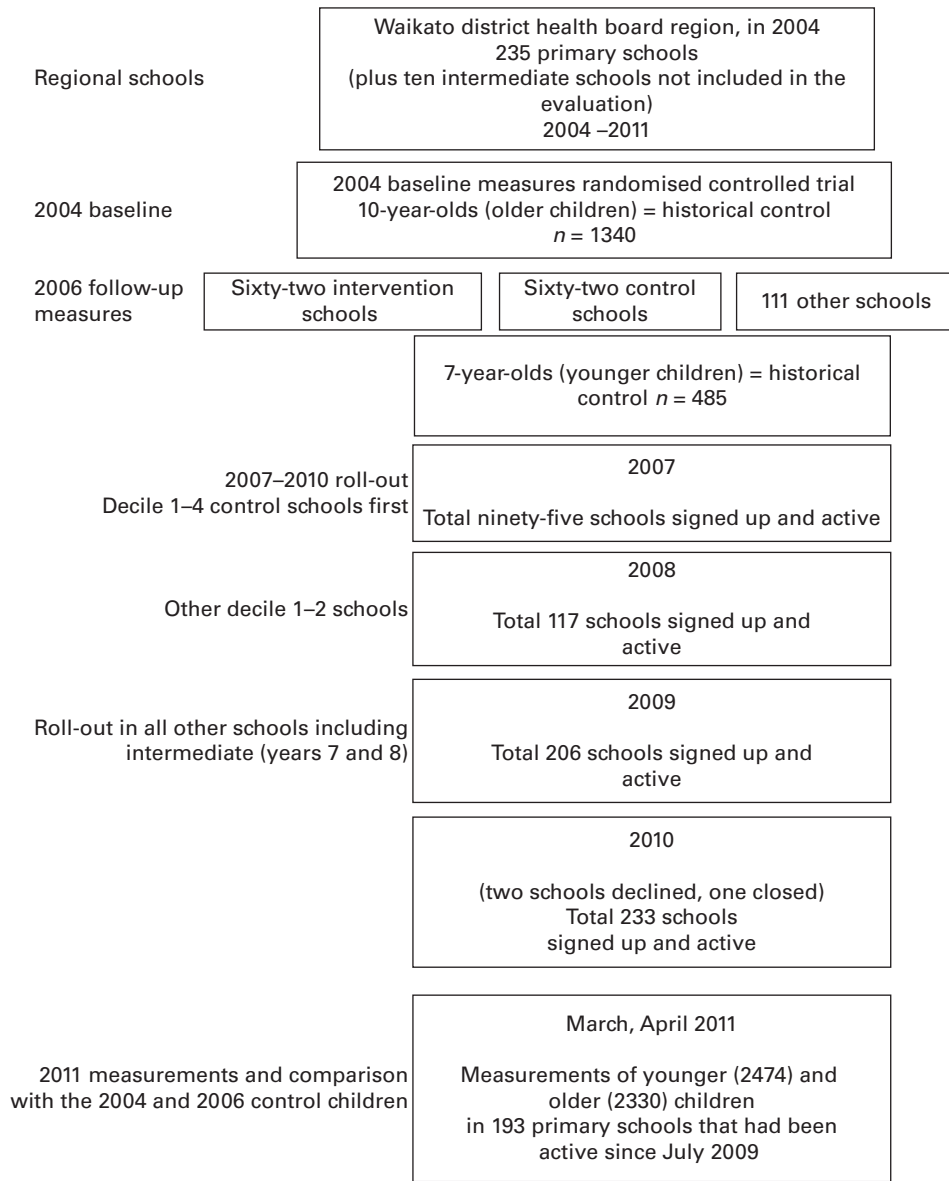 Regional schools
Waikato district health board region, in 2004
235 primary schools
(plus ten intermediate schools not included in the
evaluation)
2004 –2011
2004 baseline
2004 baseline measures randomised controlled trial
10-year-olds (older children) = historical control
n = 1340
2006 follow-up
measures
Sixty-two intervention
schools
Sixty-two control
schools
111 other schools
7-year-olds (younger children) = historical
control n = 485
2007–2010 roll-out
Decile 1–4 control schools first
2007
Total ninety-five schools signed up and active
Other decile 1–2 schools
2008
Total 117 schools signed up and
active
Roll-out in all other schools including
intermediate (years 7 and 8)
2009
Total 206 schools signed up and
active
2010
(two schools declined, one closed)
Total 233 schools
signed up and active
2011 measurements and comparison
with the 2004 and 2006 control children
March, April 2011
Measurements of younger (2474) and
older (2330) children
in 193 primary schools that had been
active since July 2009